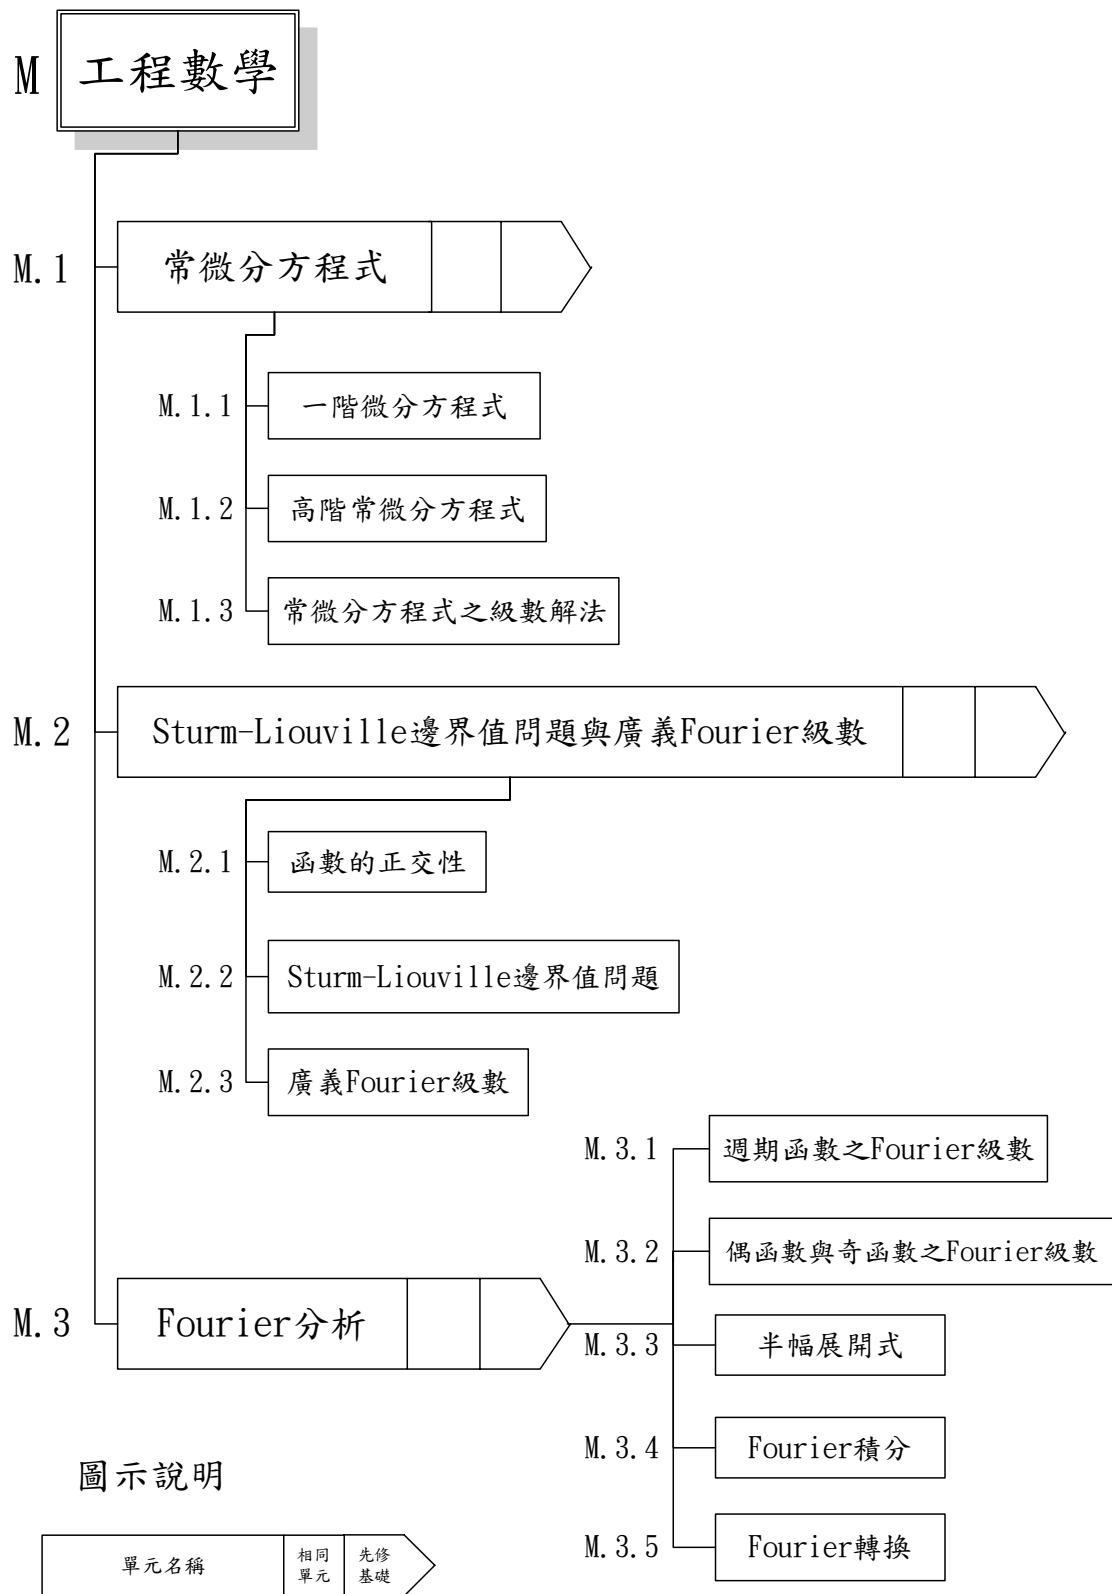 M 工程數學
M.1 常微分方程式
M.1.1 一階微分方程式
M.1.2 高階常微分方程式
M.1.3 常微分方程式之級數解法
M.2 Sturm-Liouville邊界值問題與廣義Fourier級數
M.2.1 函數的正交性
M.2.2 Sturm-Liouville邊界值問題
M.2.3 廣義Fourier級數
M.3 Fourier分析
M.3.1 週期函數之Fourier級數
M.3.2 偶函數與奇函數之Fourier級數
M.3.3 半幅展開式
M.3.4 Fourier積分
M.3.5 Fourier轉換
圖示說明
單元名稱
相同
單元
先修
基礎